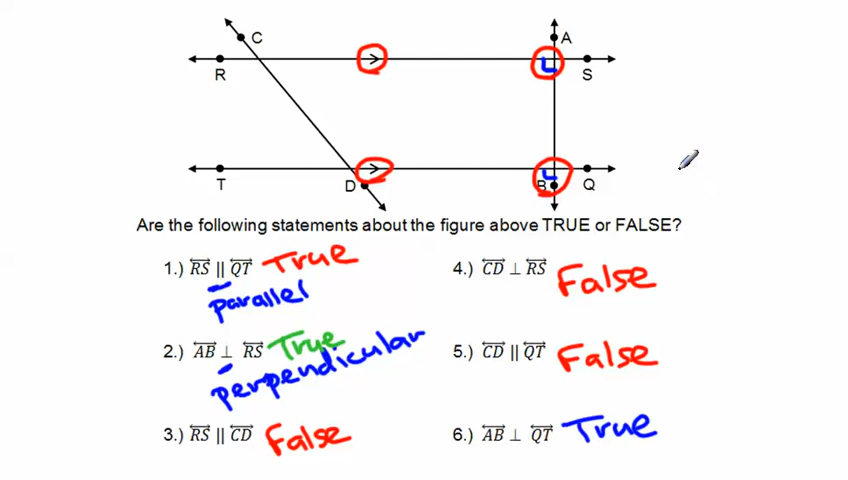 C
A
R
S
T
D
B
Q
Are the following statements about the figure above TRUE or FALSE?
1.) RS || QT True
parallel
2.) AB ⊥ RS True
perpendicular
3.) RS || CD False
4.) CD ⊥ RS False
5.) CD || QT False
6.) AB ⊥ QT True